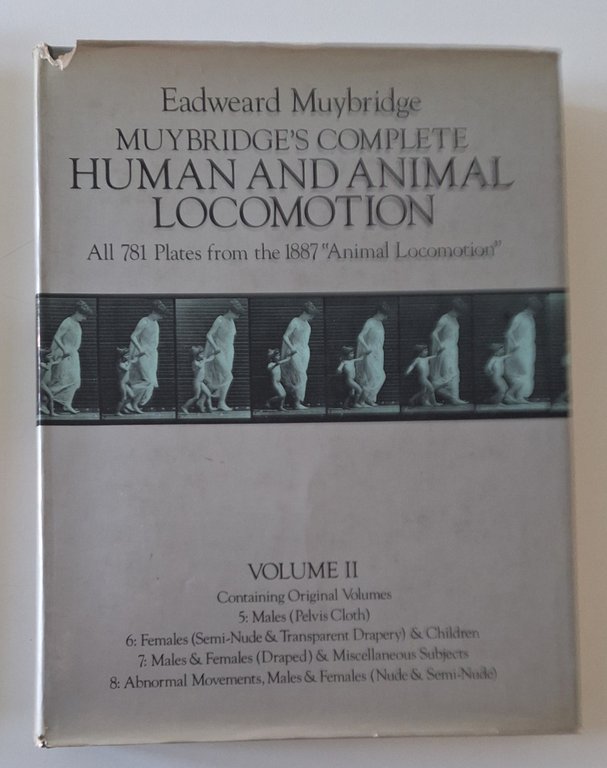 Eadweard Muybridge
MUYBRIDGE'S COMPLETE
HUMAN AND ANIMAL
LOCOMOTION
All 781 Plates from the 1887 "Animal Locomotion"
VOLUME II
Containing Original Volumes
5: Males (Pelvis Cloth)
6: Females (Semi-Nude & Transparent Drapery) & Children
7: Males & Females (Draped) & Miscellaneous Subjects
8: Abnormal Movements, Males & Females (Nude & Semi-Nude)